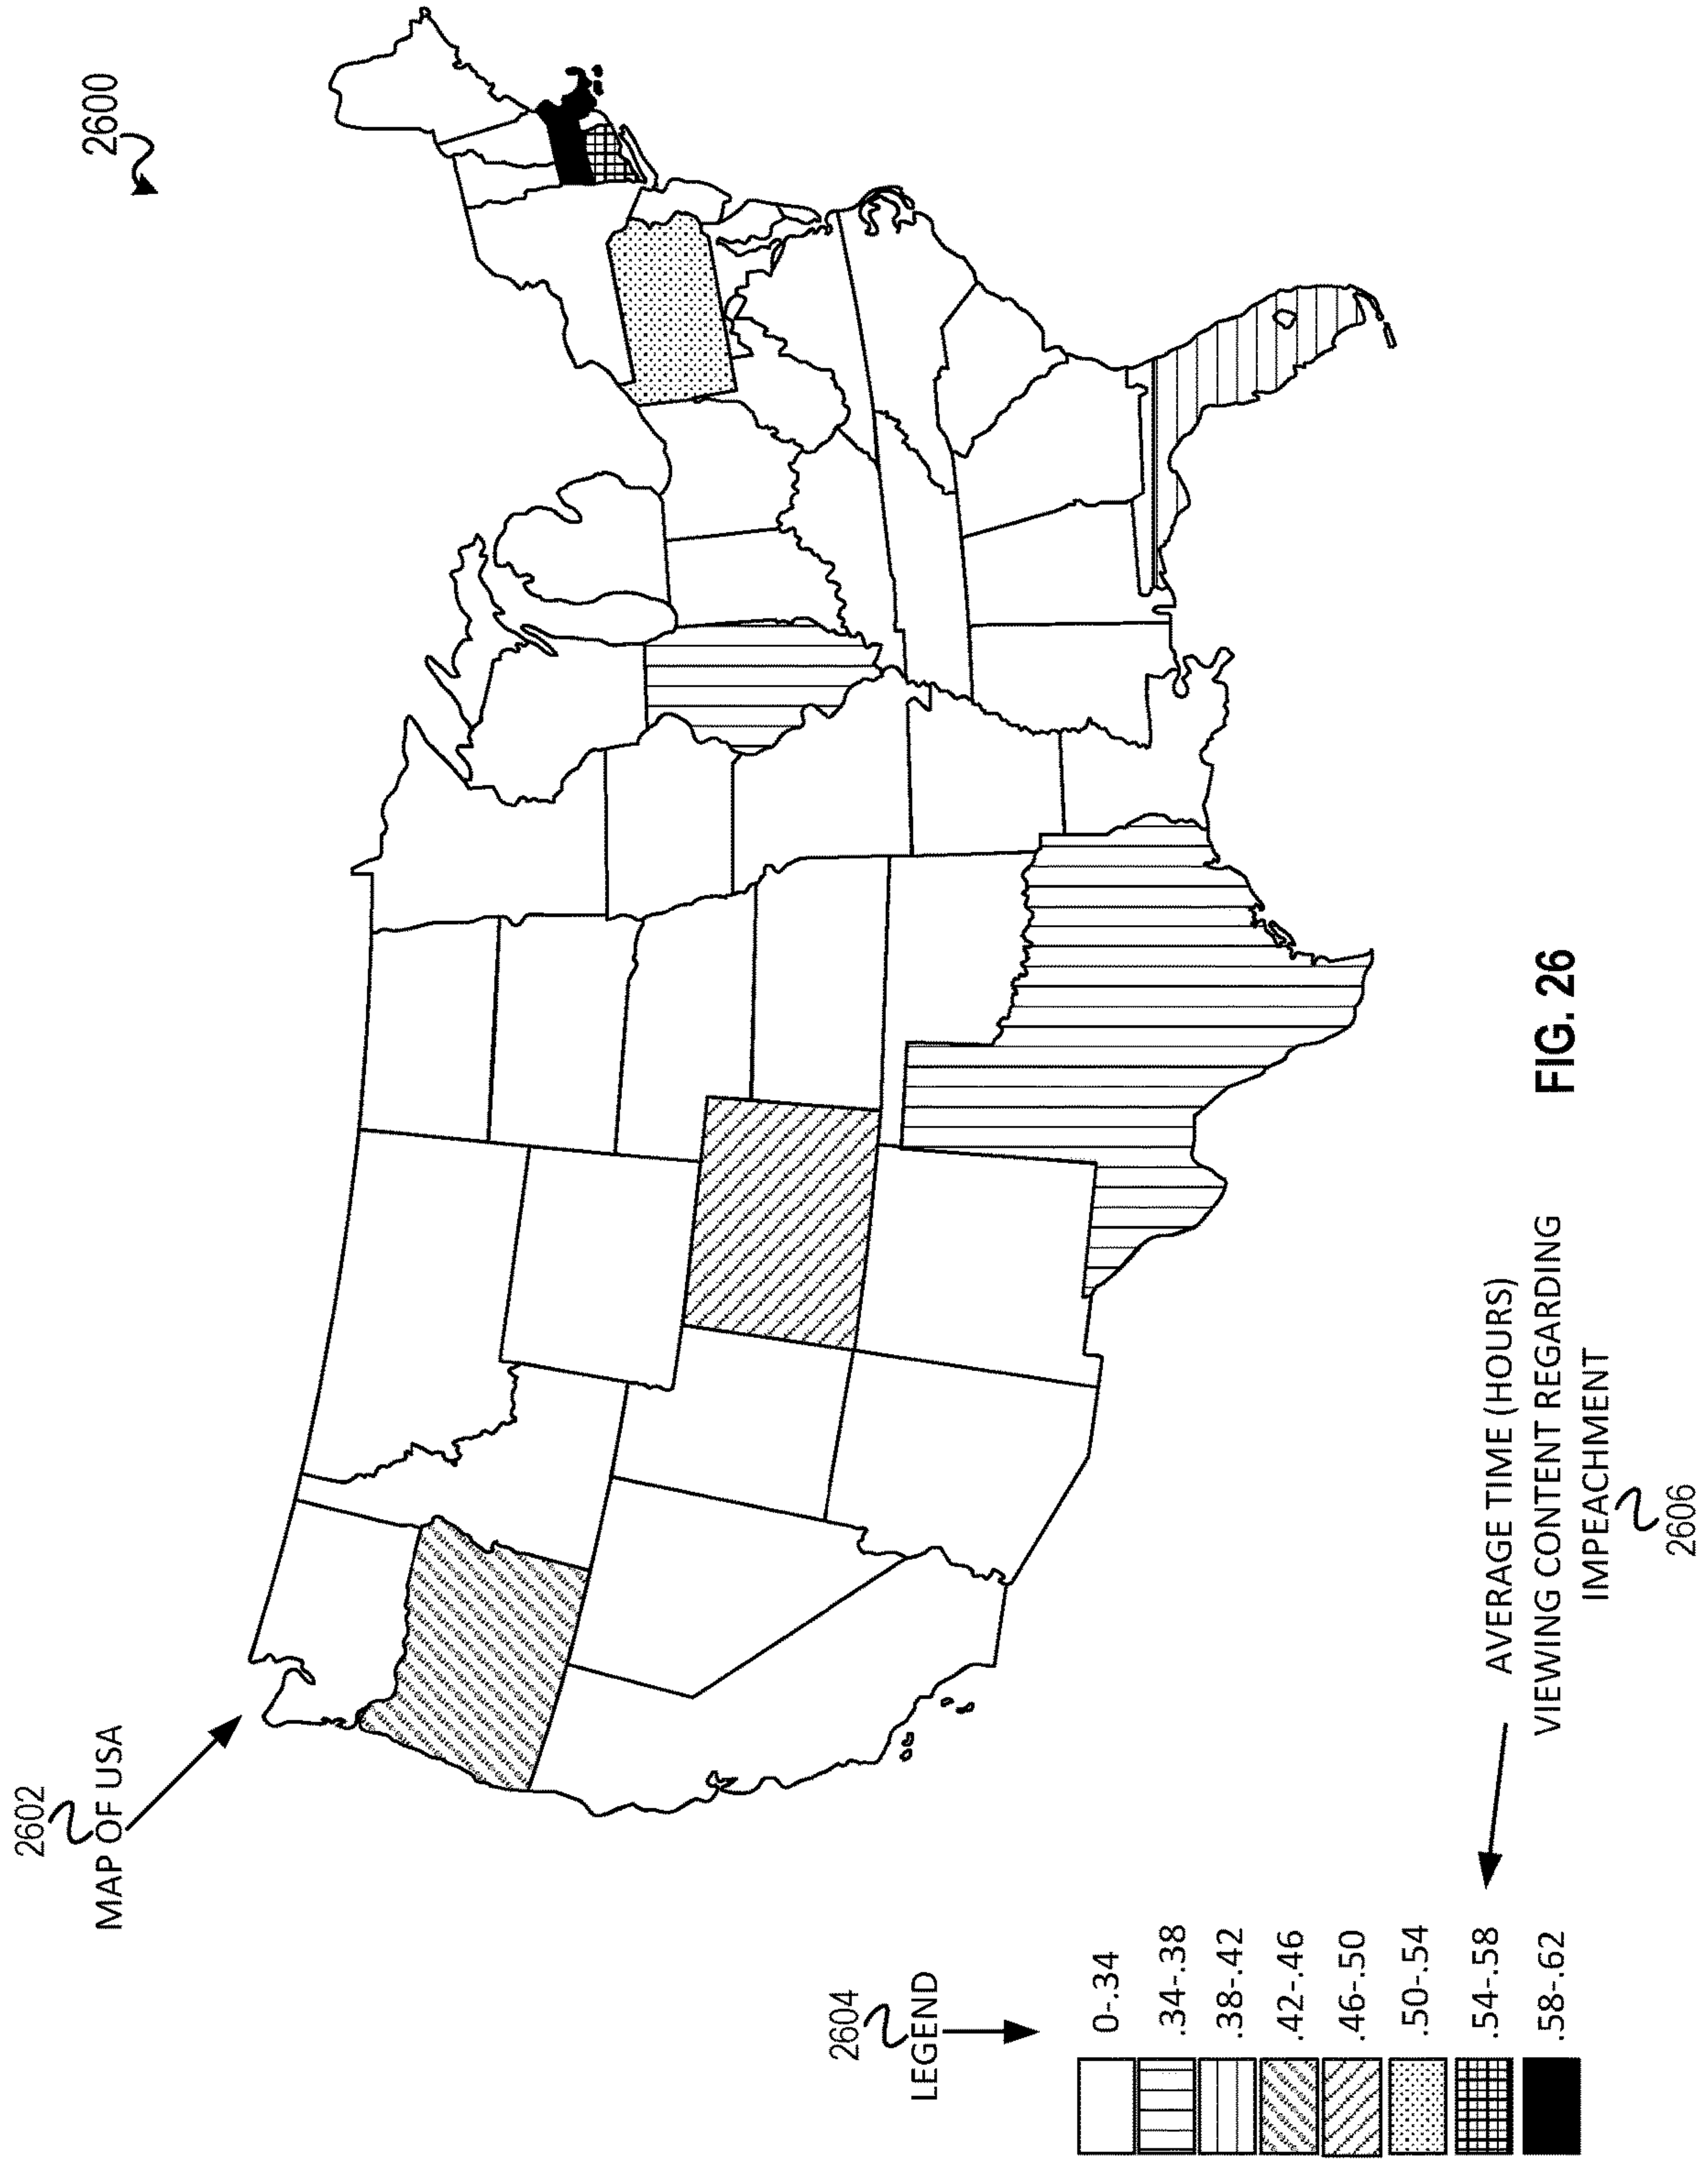 2600
2602
MAP OF USA
2604
LEGEND
0-.34
.34-.38
.38-.42
.42-.46
.46-.50
.50-.54
.54-.58
.58-.62
AVERAGE TIME (HOURS)
VIEWING CONTENT REGARDING
IMPEACHMENT
2606
FIG. 26